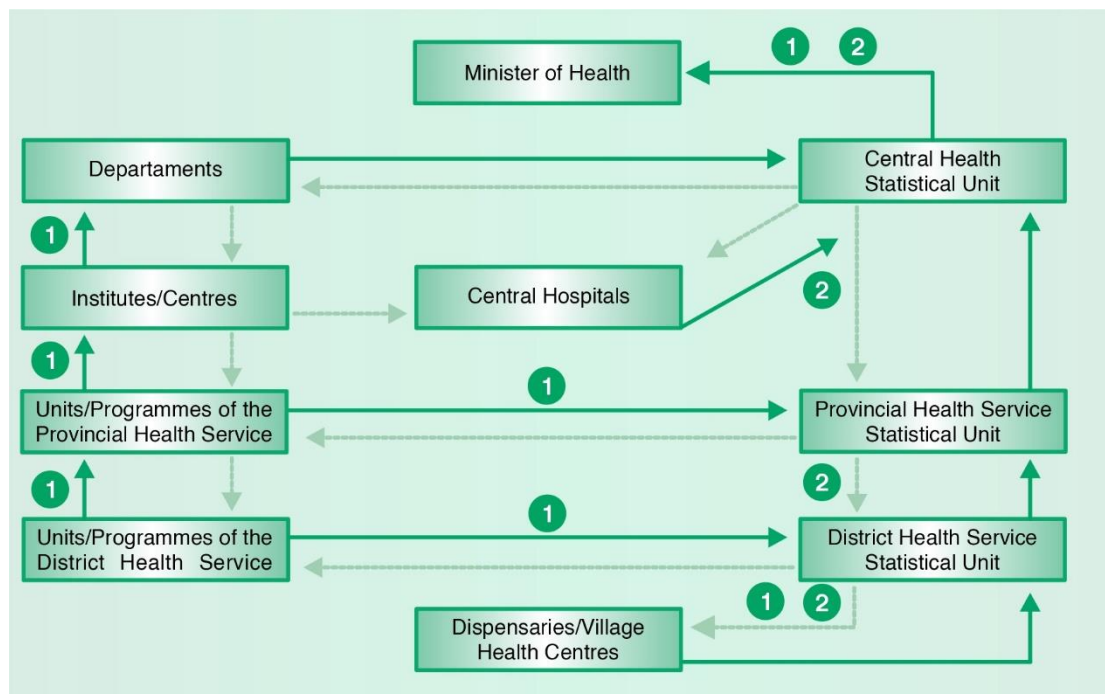 1 2
Minister of Health
Departaments
Central Health
Statistical Unit
1
Institutes/Centres
Central Hospitals
2
1
1
Units/Programmes of the
Provincial Health Service
Provincial Health Service
Statistical Unit
1
1
2
Units/Programmes of the
District Health Service
District Health Service
Statistical Unit
1 2
Dispensaries/Village
Health Centres